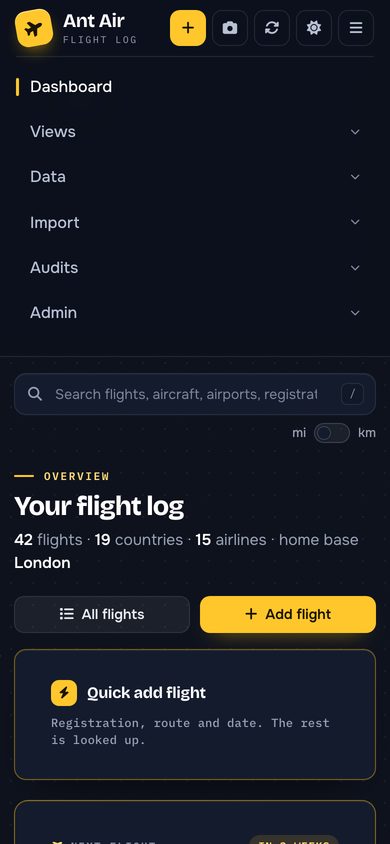 Ant Air
FLIGHT LOG
Dashboard
Views
Data
Import
Audits
Admin
Search flights, aircraft, airports, registrat
/
mi
km
OVERVIEW
Your flight log
42 flights · 19 countries · 15 airlines · home base
London
All flights
+ Add flight
Quick add flight
Registration, route and date. The rest
is looked up.